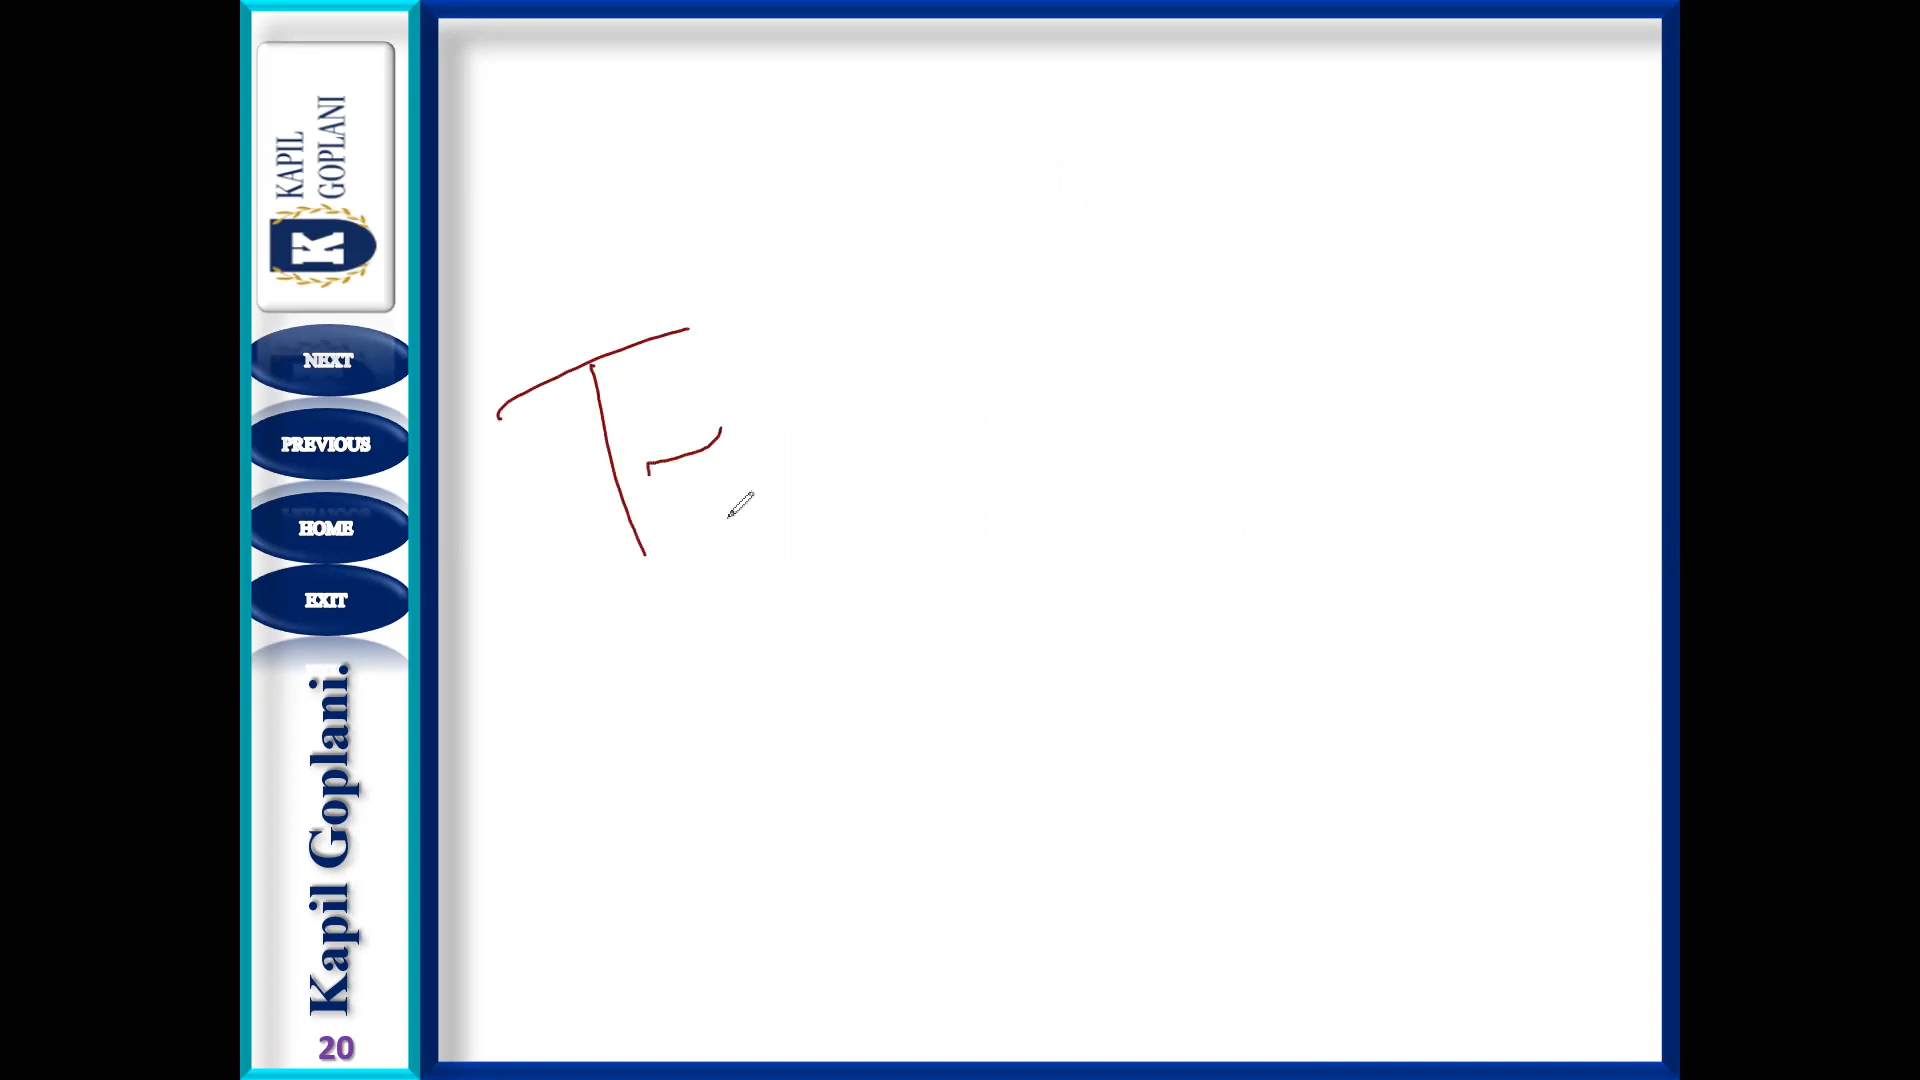 KAPIL
GOPLANI
K
NEXT
PREVIOUS
HOME
EXIT
Kapil Goplani.
20
T